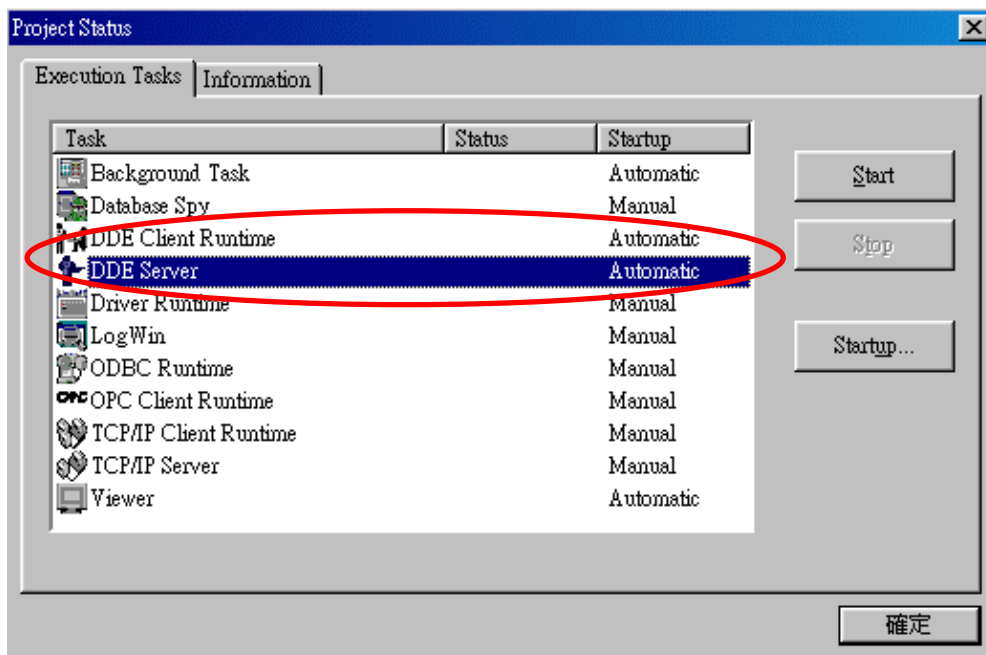 Project Status
Execution Tasks Information
Task Status Startup
Background Task Automatic
Start
Database Spy Manual
DDE Client Runtime Automatic
Stop
DDE Server Automatic
Driver Runtime Manual
LogWin Manual
Startup...
ODBC Runtime Manual
OPC OPC Client Runtime Manual
TCP/IP Client Runtime Manual
TCP/IP Server Manual
Viewer Automatic
確定